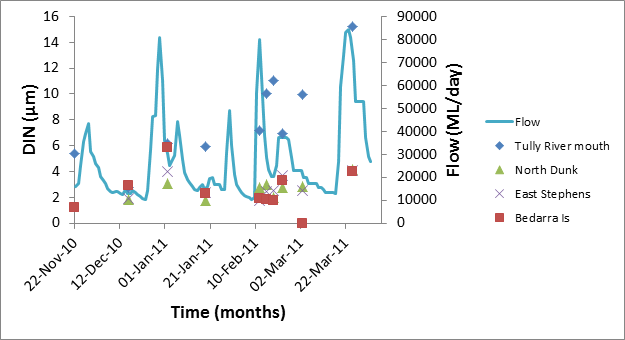 16
14
12
10
8
6
4
2
0
DIN (µm)
90000
80000
70000
60000
50000
40000
30000
20000
10000
0
Flow (ML/day)
22-Nov-10
12-Dec-10
01-Jan-11
21-Jan-11
10-Feb-11
02-Mar-11
22-Mar-11
Time (months)
Flow
Tully River mouth
North Dunk
East Stephens
Bedarra Is